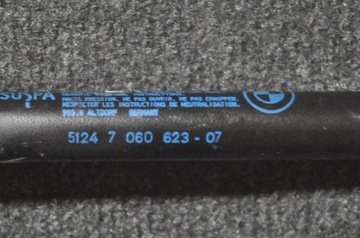 SUSPA
INSTRUCTIONS.
HAUTE PRESSION. NE PAS OUVRIR. NE PAS CHAUFFER.
RESPECTER LES INSTRUCTIONS DE NEUTRALISATION.
ALTDORF GERMANY
5124 7 060 623-07